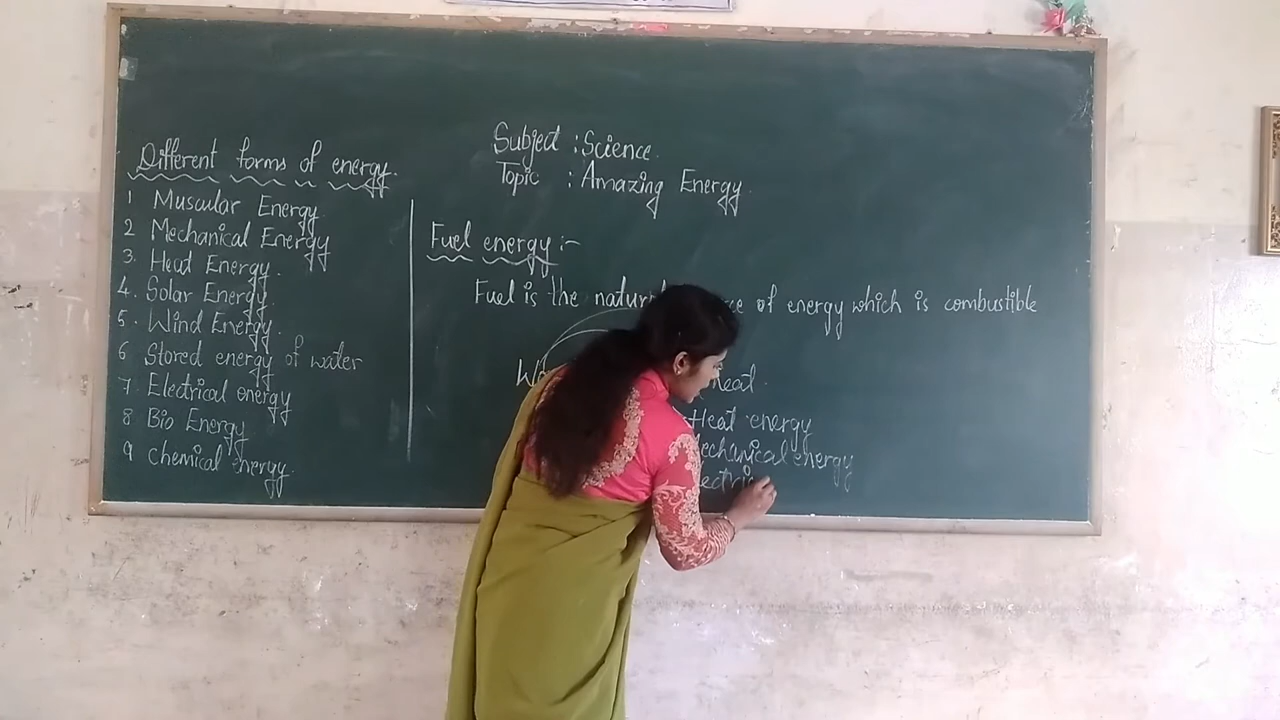 Subject : Science.
Topic : Amazing Energy.
Different forms of energy.
1 Muscular Energy.
2 Mechanical Energy
3. Heat Energy.
4. Solar Energy.
5. Wind Energy.
6 Stored energy of water
7. Electrical energy
8 Bio Energy.
9 chemical energy.
Fuel energy :-
Fuel is the of energy which is combustible
heat.
Heat energy
Mechanical energy